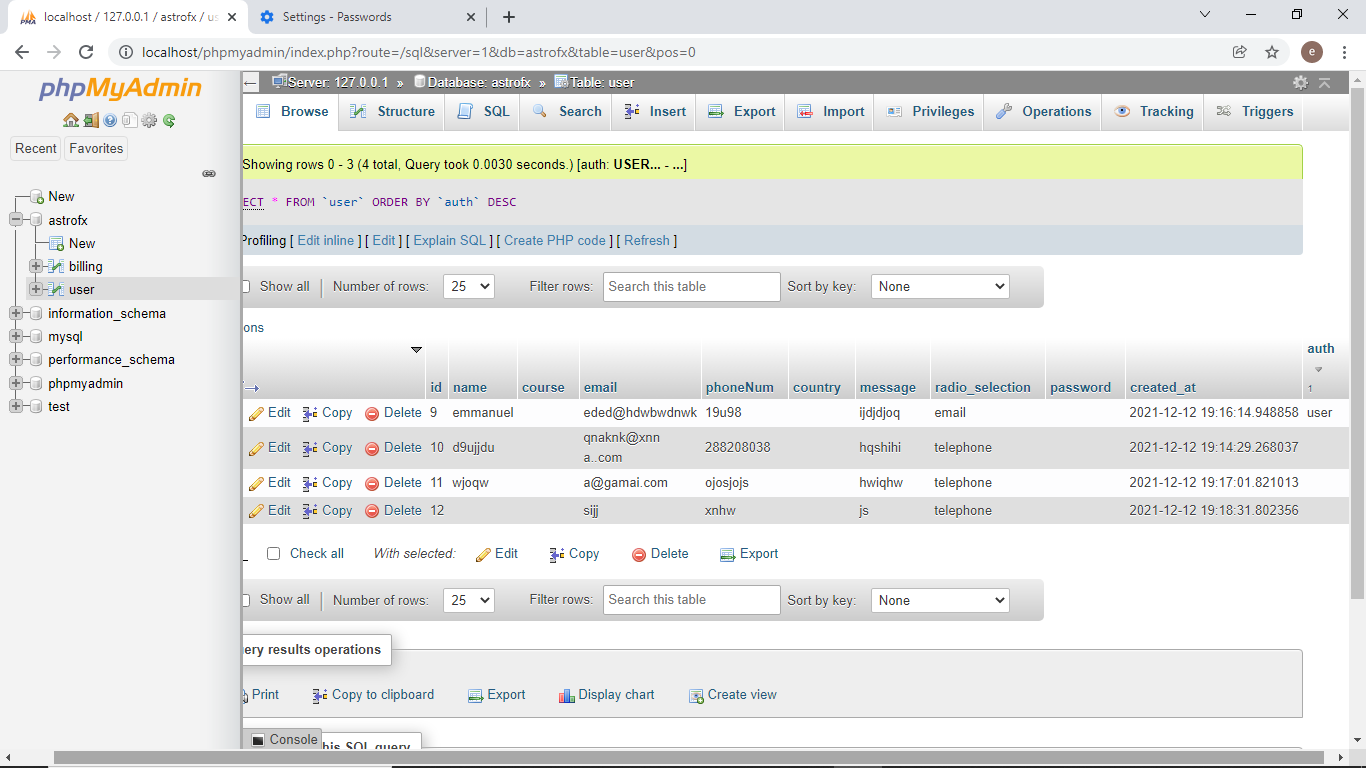 localhost / 127.0.0.1 / astrofx / us
Settings - Passwords
localhost/phpmyadmin/index.php?route=/sql&server=1&db=astrofx&table=user&pos=0
e
phpMyAdmin
Recent
Favorites
New
astrofx
New
billing
user
information_schema
mysql
performance_schema
phpmyadmin
test
Server: 127.0.0.1 » Database: astrofx » Table: user
Browse Structure SQL Search Insert Export Import Privileges Operations Tracking Triggers
Showing rows 0 - 3 (4 total, Query took 0.0030 seconds.) [auth: USER... - ...]
ECT * FROM `user` ORDER BY `auth` DESC
Profiling [ Edit inline ] [ Edit ] [ Explain SQL ] [ Create PHP code ] [ Refresh ]
Show all Number of rows: 25 Filter rows: Search this table Sort by key: None
ons
id name course email phoneNum country message radio_selection password created_at auth 1
Edit Copy Delete 9 emmanuel eded@hdwbwdnwk 19u98 ijdjdjoq email 2021-12-12 19:16:14.948858 user
Edit Copy Delete 10 d9ujjdu qnaknk@xnn 288208038 hqshihi telephone 2021-12-12 19:14:29.268037
a..com
Edit Copy Delete 11 wjoqw a@gamai.com ojosjojs hwiqhw telephone 2021-12-12 19:17:01.821013
Edit Copy Delete 12 sijj xnhw js telephone 2021-12-12 19:18:31.802356
Check all With selected: Edit Copy Delete Export
Show all Number of rows: 25 Filter rows: Search this table Sort by key: None
ery results operations
Print Copy to clipboard Export Display chart Create view
Console
his SQL query